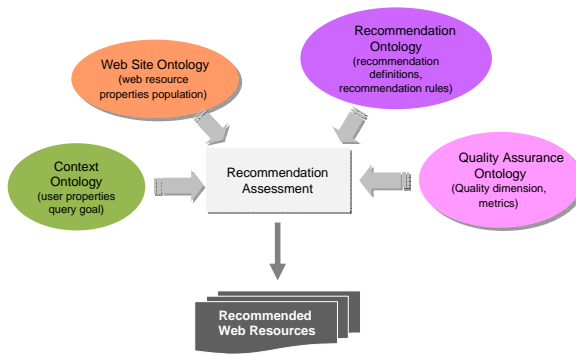 Web Site Ontology
(web resource
properties population)
Recommendation
Ontology
(recommendation
definitions,
recommendation rules)
Context
Ontology
(user properties
query goal)
Recommendation
Assessment
Quality Assurance
Ontology
(Quality dimension,
metrics)
Recommended
Web Resources